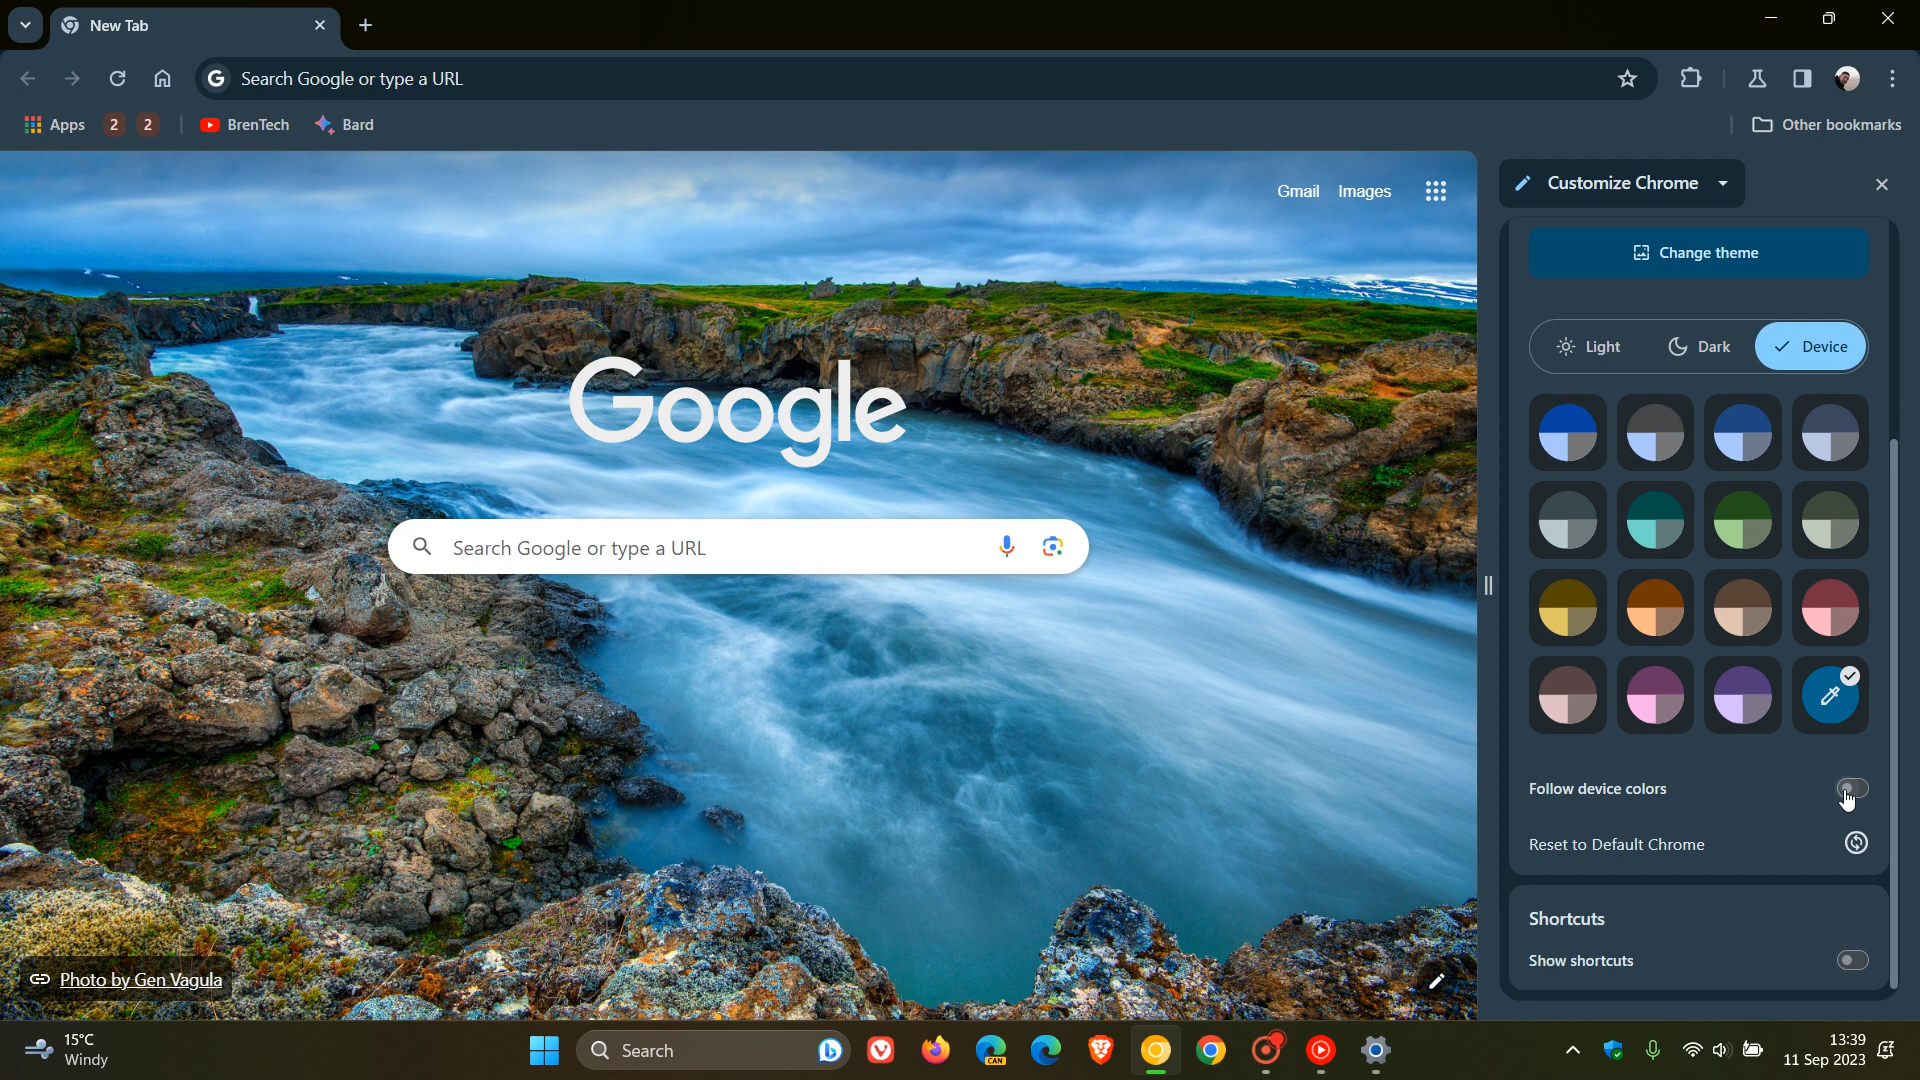 New Tab
Search Google or type a URL
Apps 2 2 BrenTech Bard Other bookmarks
Gmail Images
Google
Search Google or type a URL
Photo by Gen Vagula
Customize Chrome
Change theme
Light Dark Device
Follow device colors
Reset to Default Chrome
Shortcuts
Show shortcuts
15°C
Windy
Search
CAN
13:39
11 Sep 2023